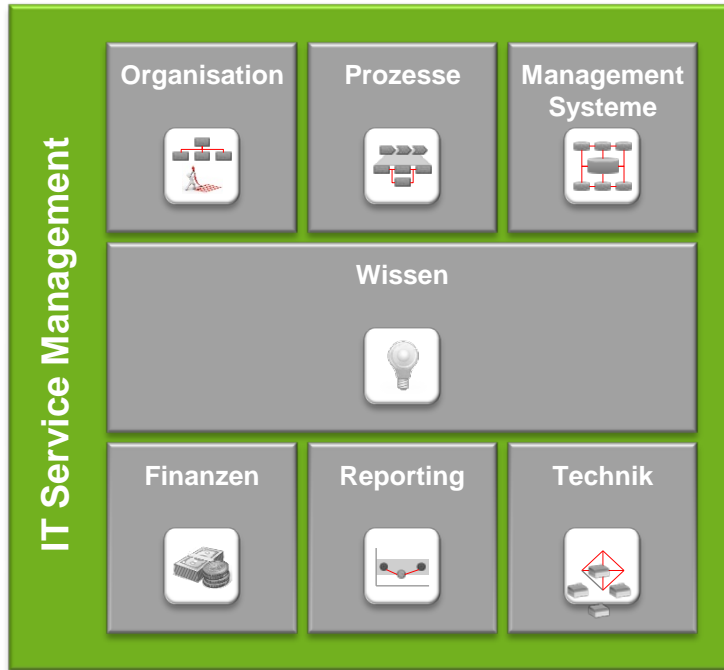 IT Service Management
Organisation
Prozesse
Management
Systeme
Wissen
Finanzen
Reporting
Technik